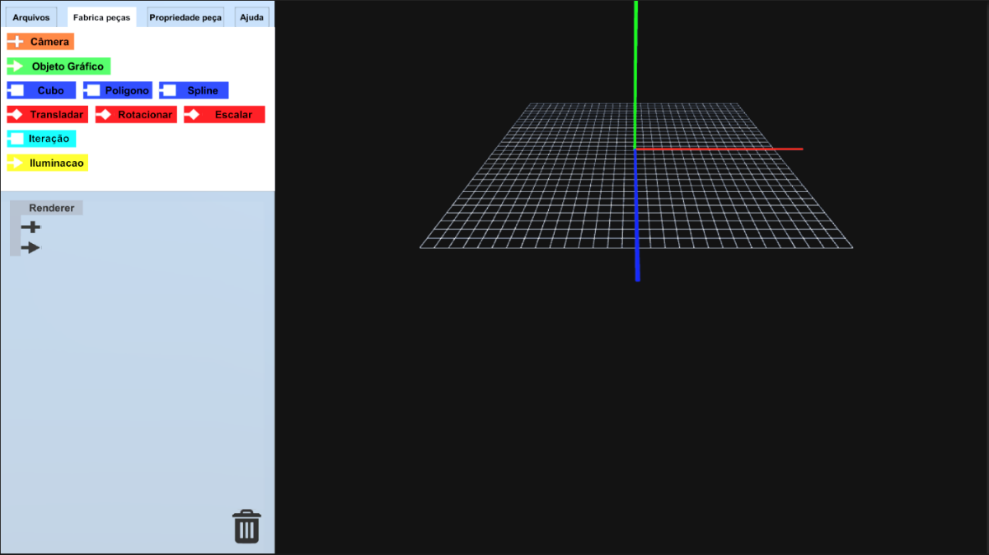 Arquivos Fabrica peças Propriedade peça Ajuda
Câmera
Objeto Gráfico
Cubo Polígono Spline
Transladar Rotacionar Escalar
Iteração
Iluminacao
Renderer